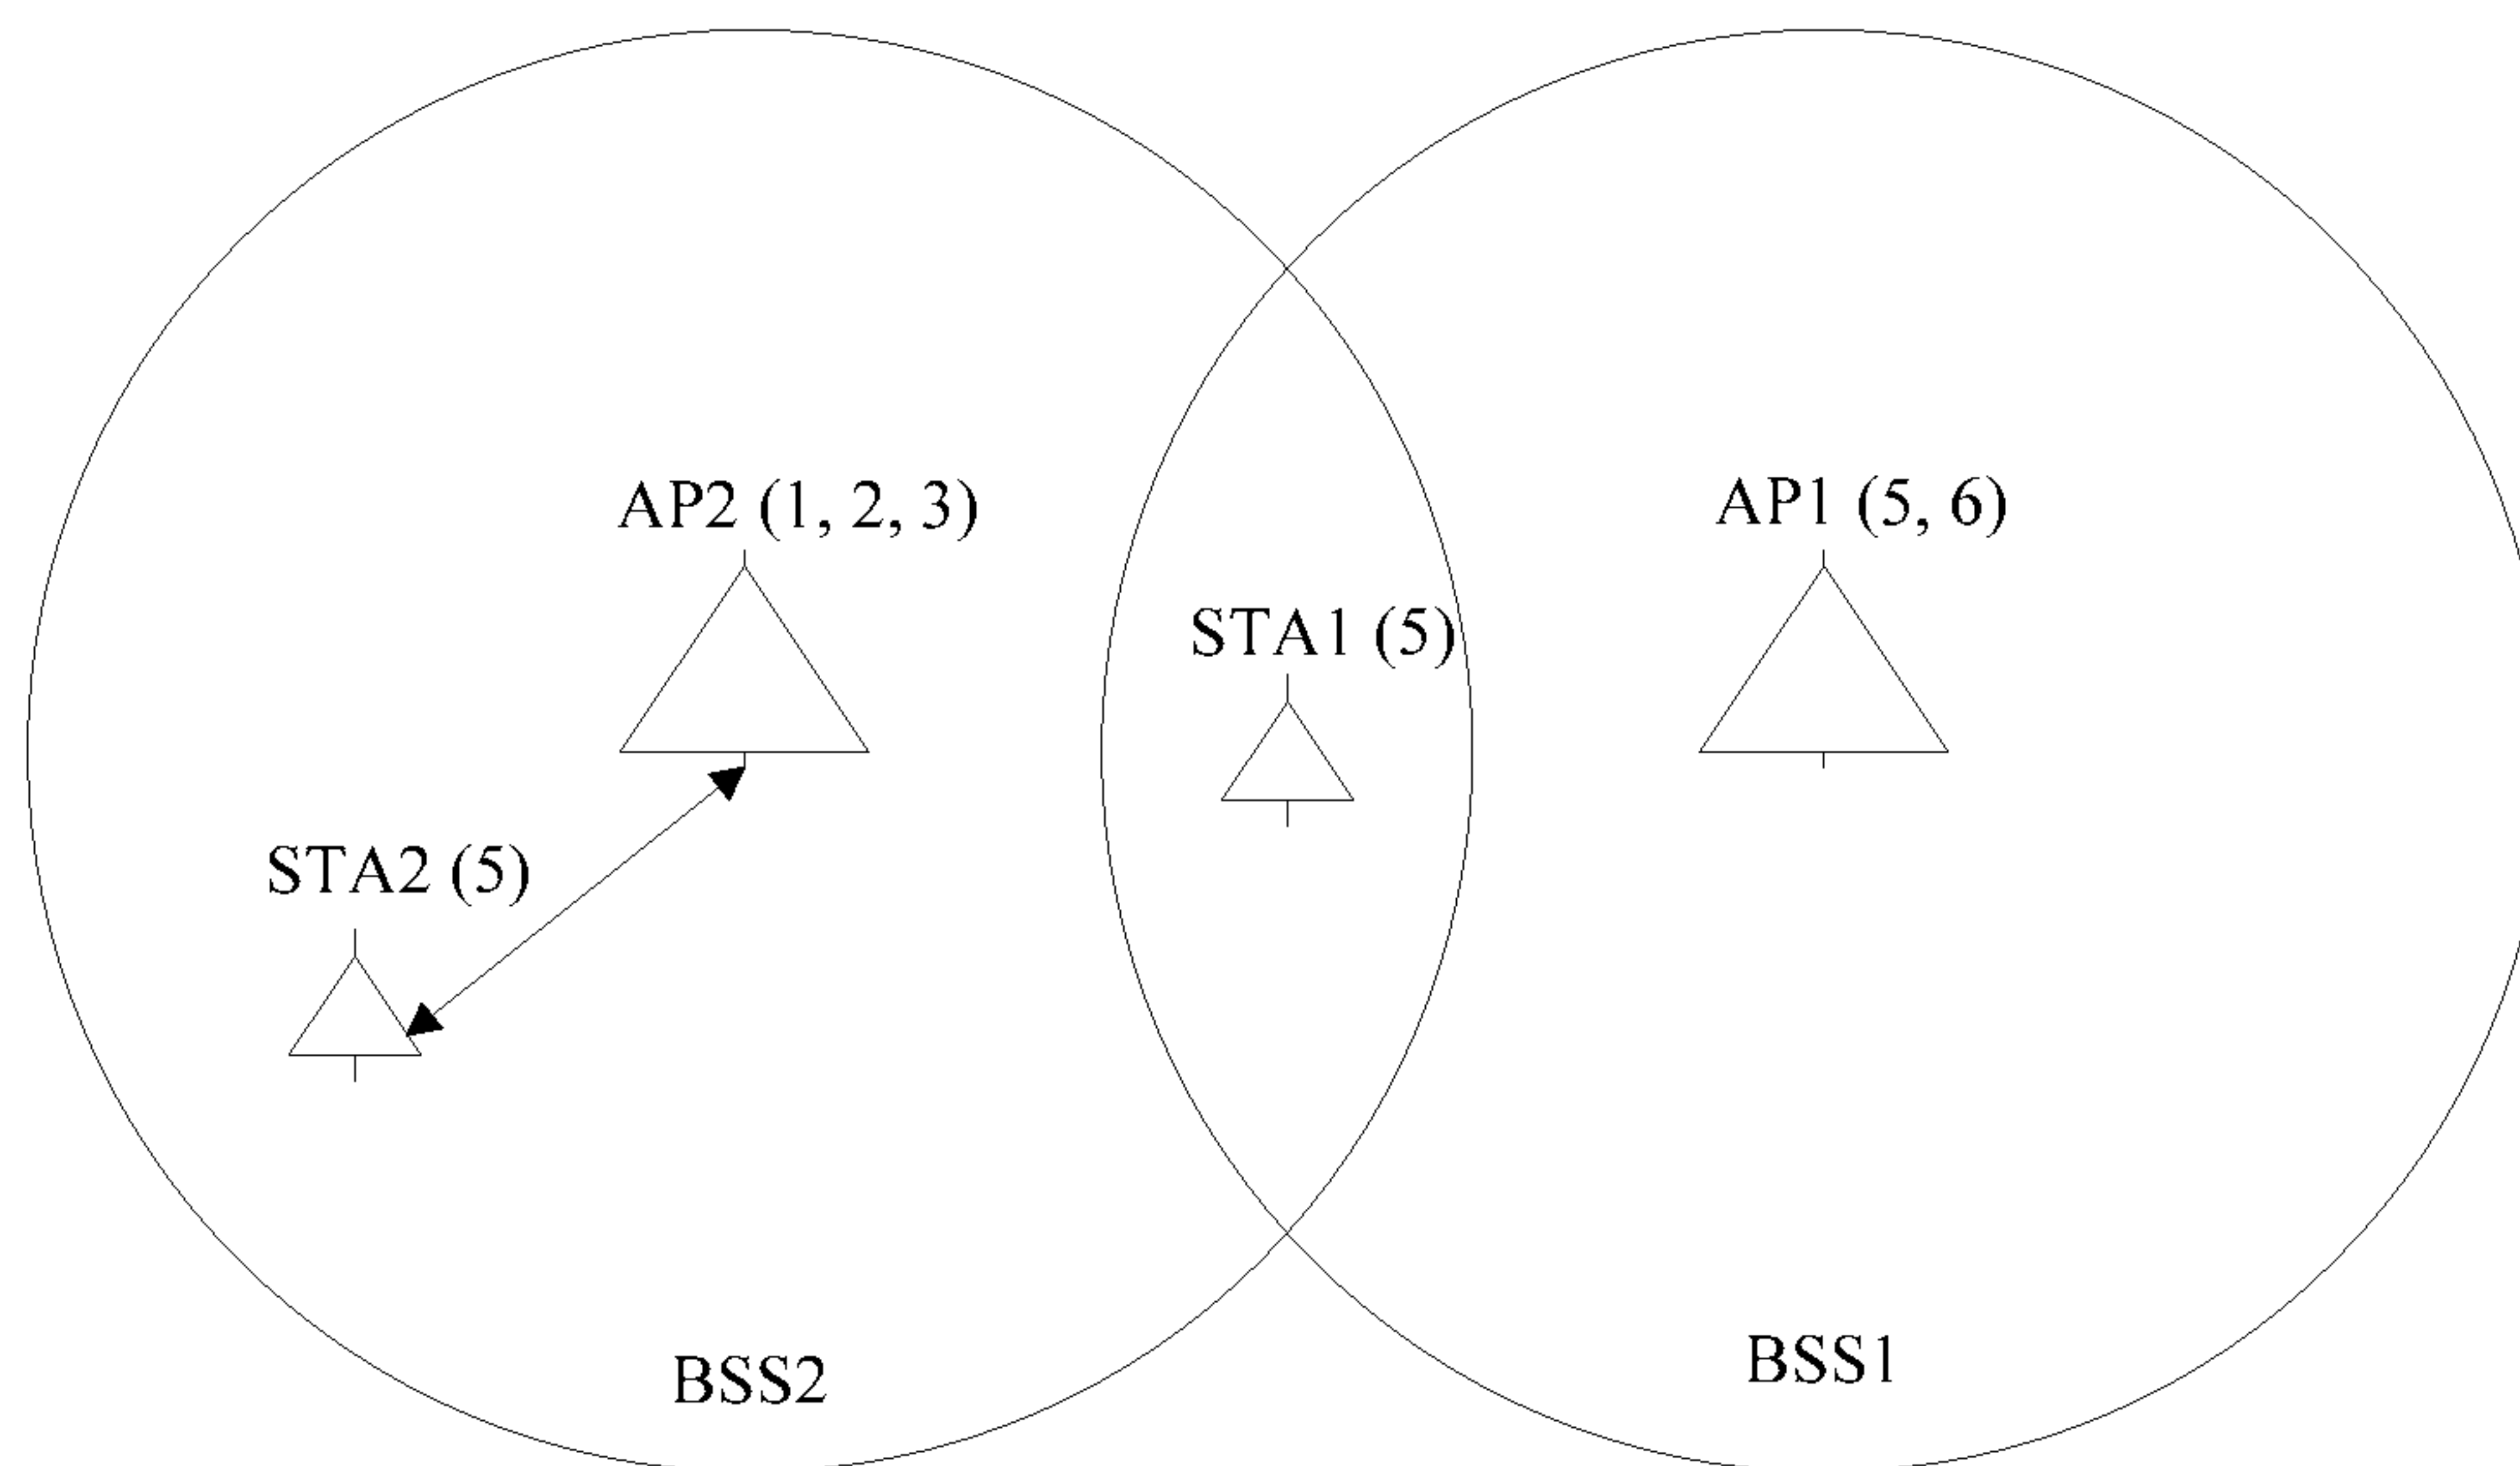 AP2 (1, 2, 3)
AP1 (5, 6)
STA1 (5)
STA2 (5)
BSS2
BSS1